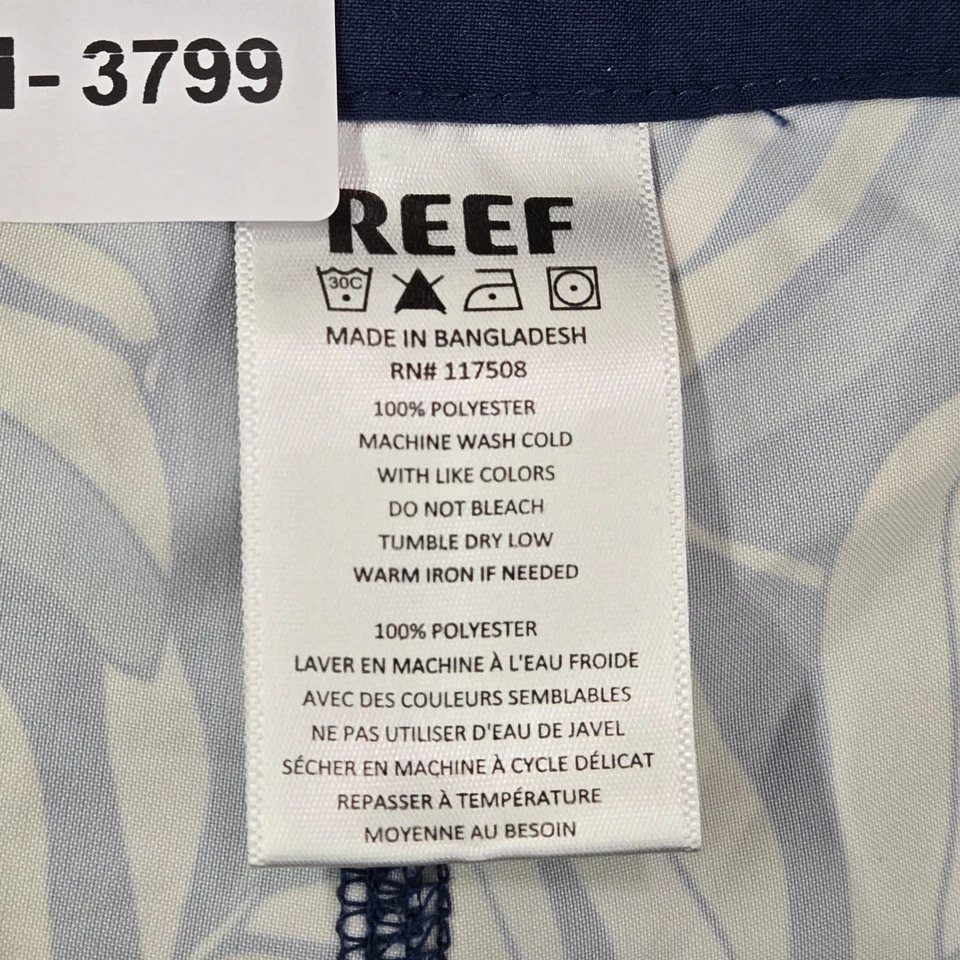 - 3799
REEF
30C
MADE IN BANGLADESH
RN# 117508
100% POLYESTER
MACHINE WASH COLD
WITH LIKE COLORS
DO NOT BLEACH
TUMBLE DRY LOW
WARM IRON IF NEEDED
100% POLYESTER
LAVER EN MACHINE À L'EAU FROIDE
AVEC DES COULEURS SEMBLABLES
NE PAS UTILISER D'EAU DE JAVEL
SÉCHER EN MACHINE À CYCLE DÉLICAT
REPASSER À TEMPÉRATURE
MOYENNE AU BESOIN